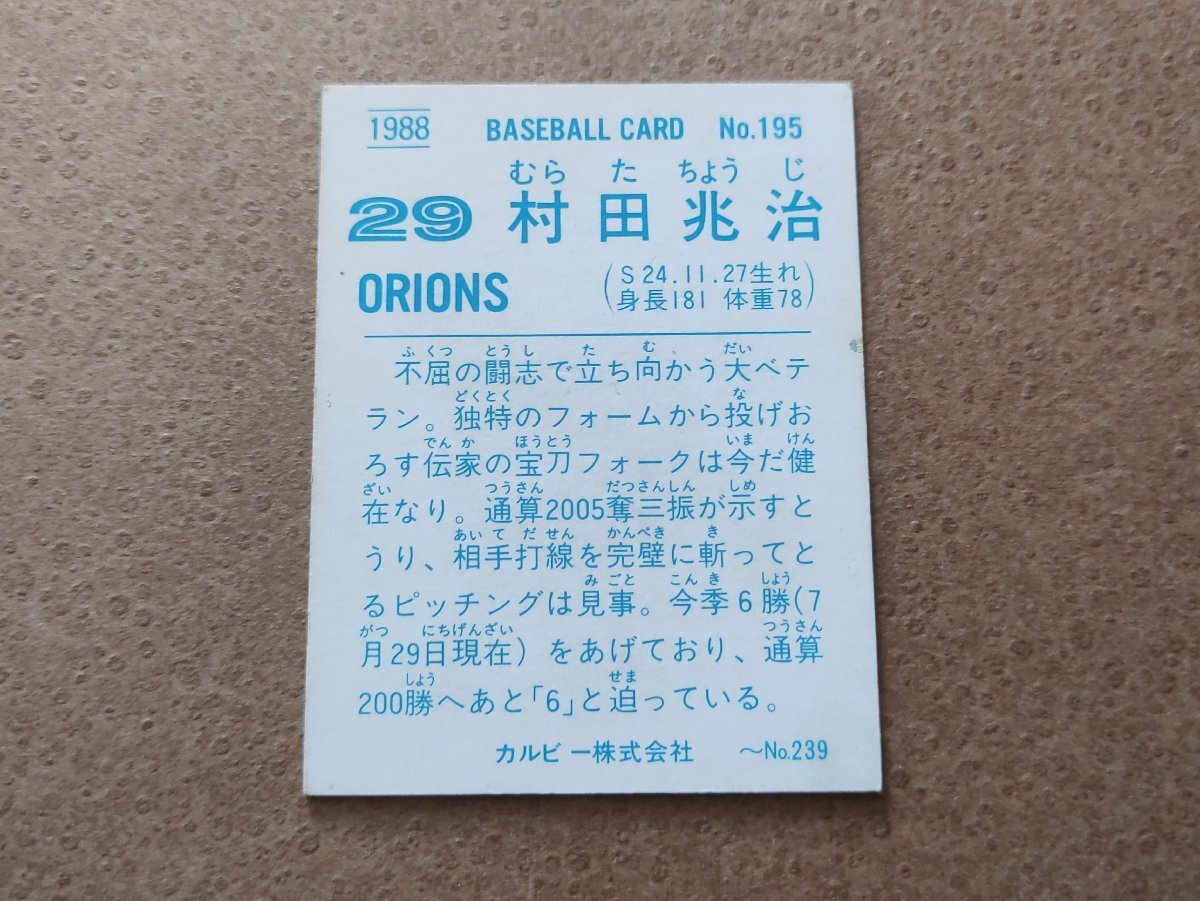 1988 BASEBALL CARD No.195
むら た ちょう じ
29 村田兆治
ORIONS
(S24.11.27生れ
身長181 体重78)
ふ くつ とうし た む だい
不屈の闘志で立ち向かう大ベテ
どくとく な
ラン。独特のフォームから投げお
でん か ほうとう いま けん
ろす伝家の宝刀フォークは今だ健
ざい つうさん だつさんしん しめ
在なり。通算2005奪三振が示すと
あいて だ せん かんぺき き
うり、相手打線を完璧に斬ってと
み ごと こん き しょう
るピッチングは見事。今季6勝(7
がつ にちげんざい つうさん
月29日現在)をあげており、通算
しょう せま
200勝へあと「6」と迫っている。
カルビー株式会社 ～No.239